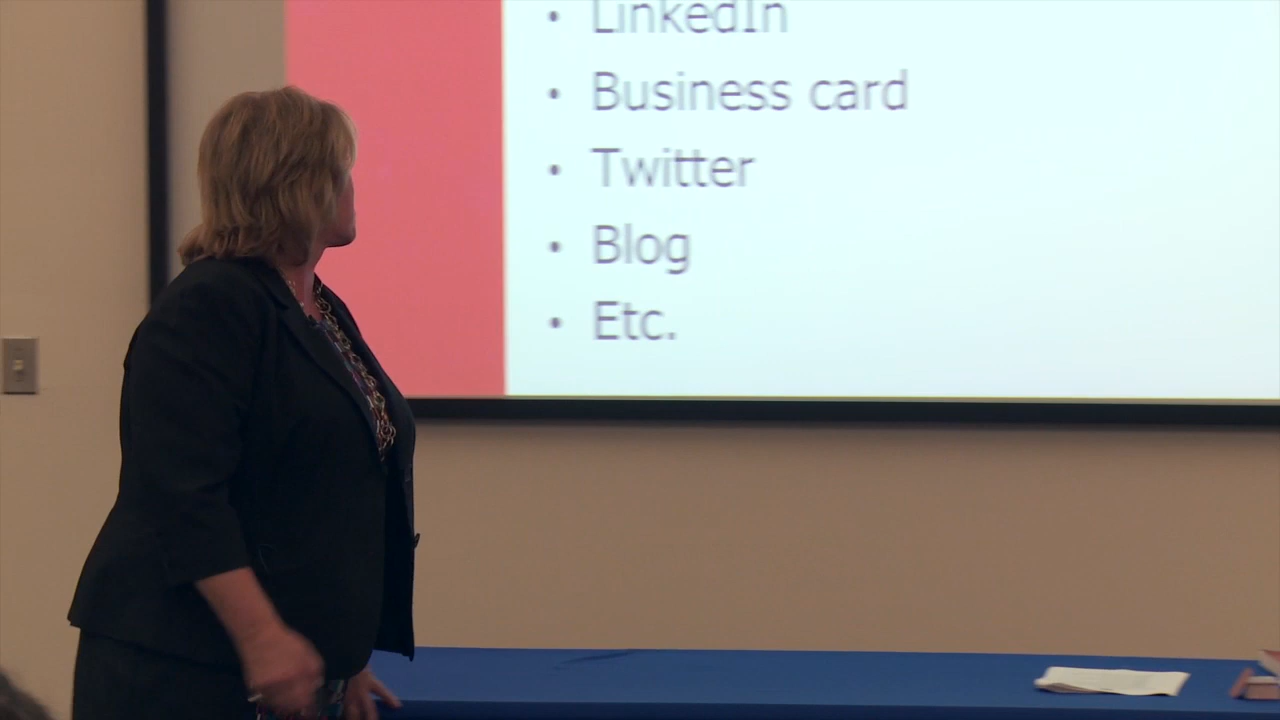 • LinkedIn
• Business card
• Twitter
• Blog
• Etc.